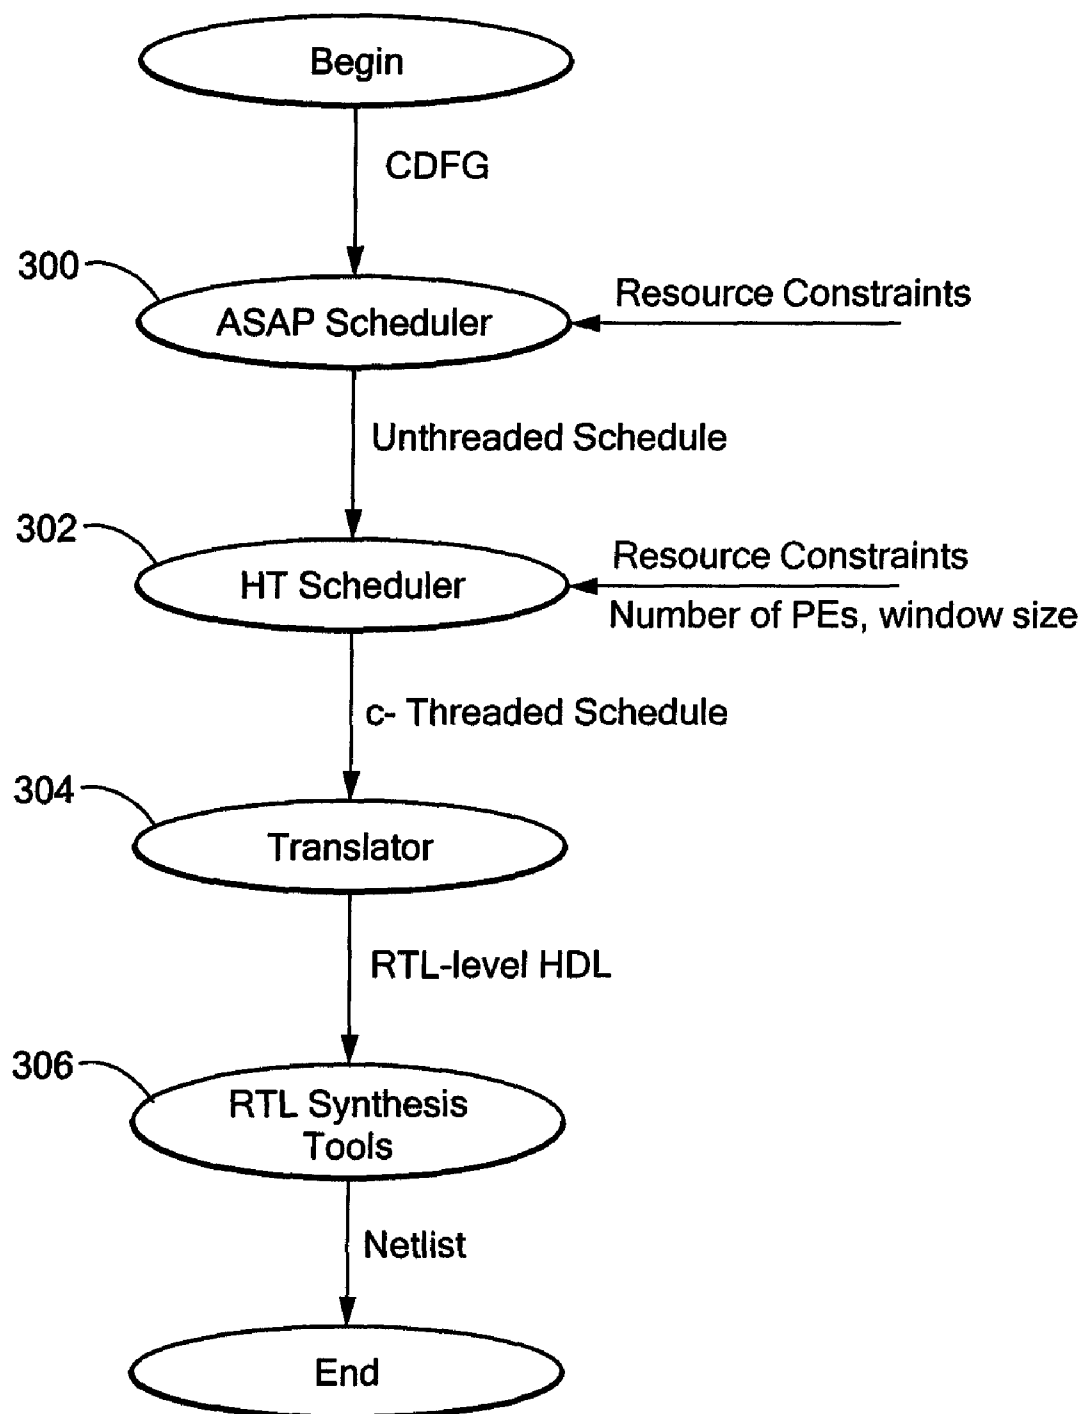 Begin
CDFG
300
ASAP Scheduler
Resource Constraints
Unthreaded Schedule
302
HT Scheduler
Resource Constraints
Number of PEs, window size
c- Threaded Schedule
304
Translator
RTL-level HDL
306
RTL Synthesis
Tools
Netlist
End